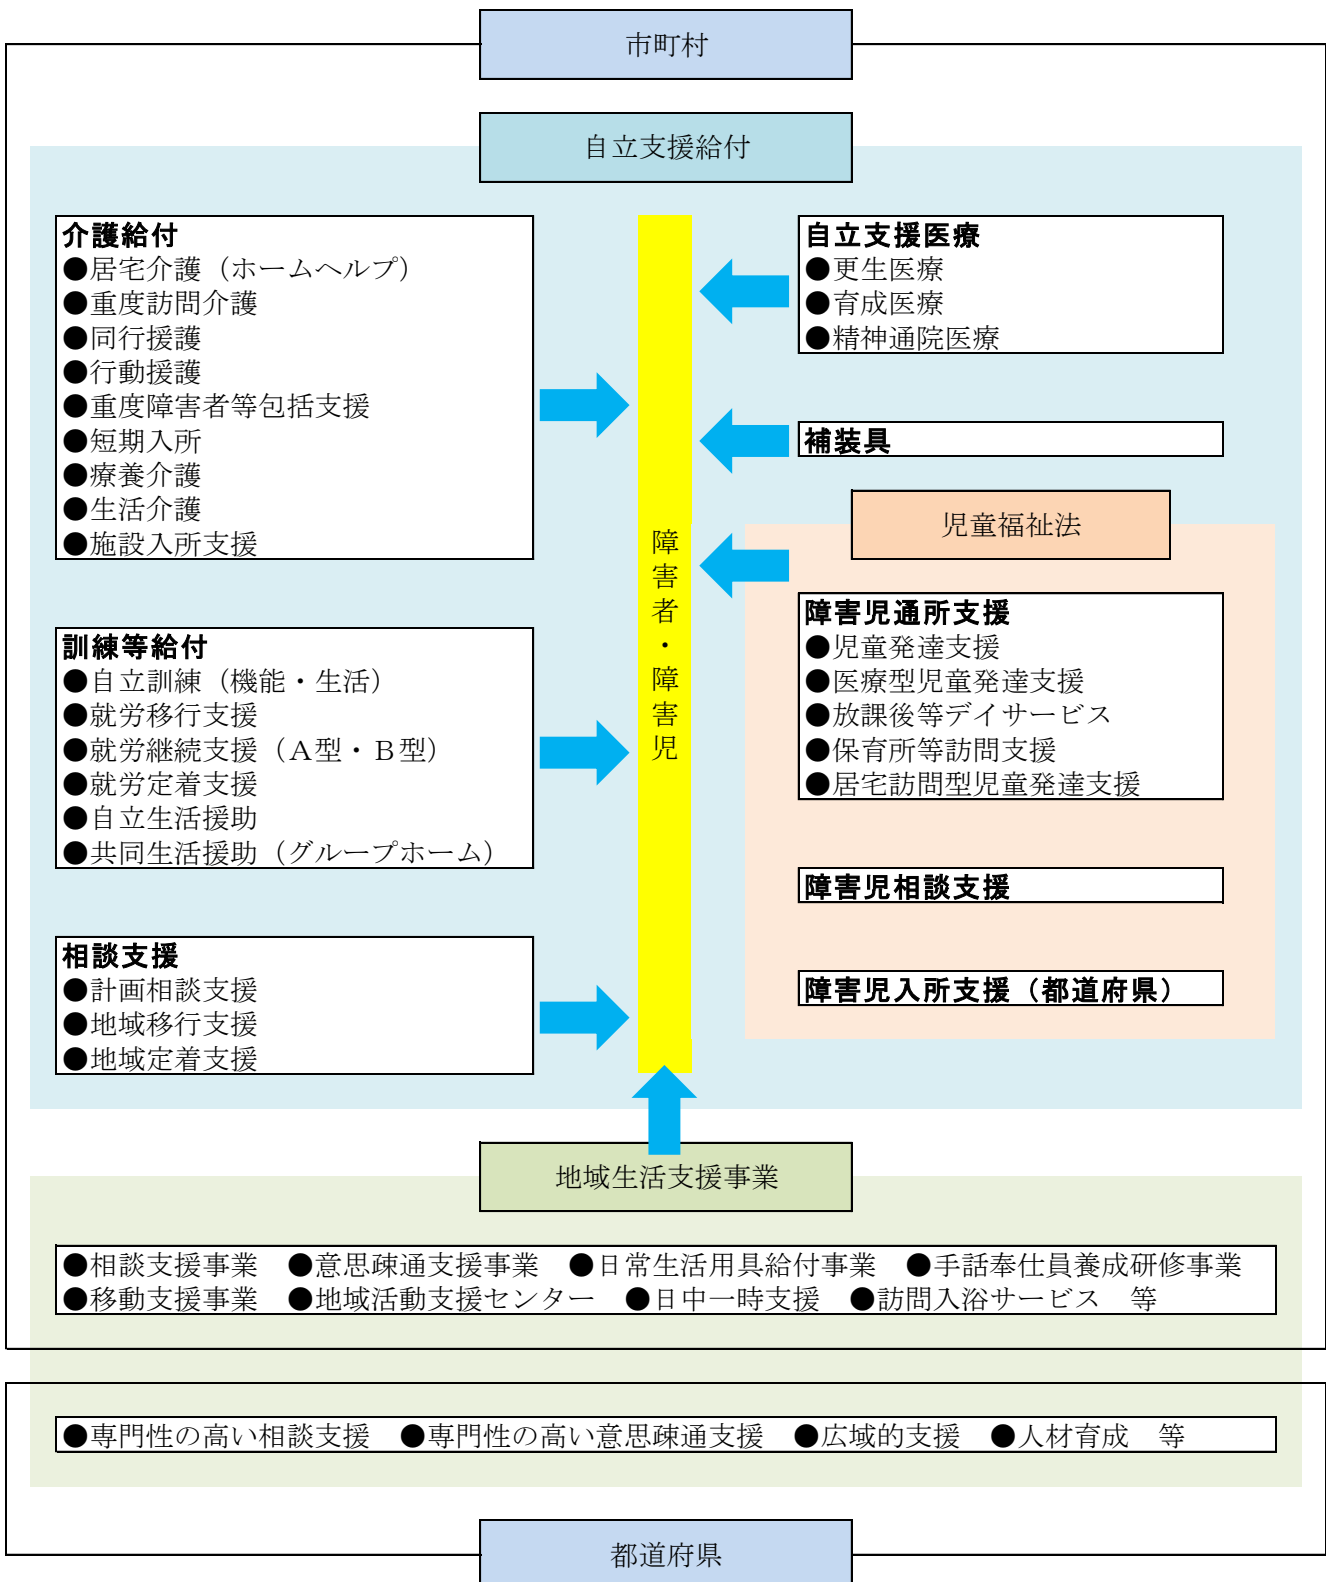 市町村
自立支援給付
介護給付
●居宅介護（ホームヘルプ）
●重度訪問介護
●同行援護
●行動援護
●重度障害者等包括支援
●短期入所
●療養介護
●生活介護
●施設入所支援
訓練等給付
●自立訓練（機能・生活）
●就労移行支援
●就労継続支援（Ａ型・Ｂ型）
●就労定着支援
●自立生活援助
●共同生活援助（グループホーム）
相談支援
●計画相談支援
●地域移行支援
●地域定着支援
障害者・障害児
自立支援医療
●更生医療
●育成医療
●精神通院医療
補装具
児童福祉法
障害児通所支援
●児童発達支援
●医療型児童発達支援
●放課後等デイサービス
●保育所等訪問支援
●居宅訪問型児童発達支援
障害児相談支援
障害児入所支援（都道府県）
地域生活支援事業
●相談支援事業　●意思疎通支援事業　●日常生活用具給付事業　●手話奉仕員養成研修事業
●移動支援事業　●地域活動支援センター　●日中一時支援　●訪問入浴サービス　等
●専門性の高い相談支援　●専門性の高い意思疎通支援　●広域的支援　●人材育成　等
都道府県